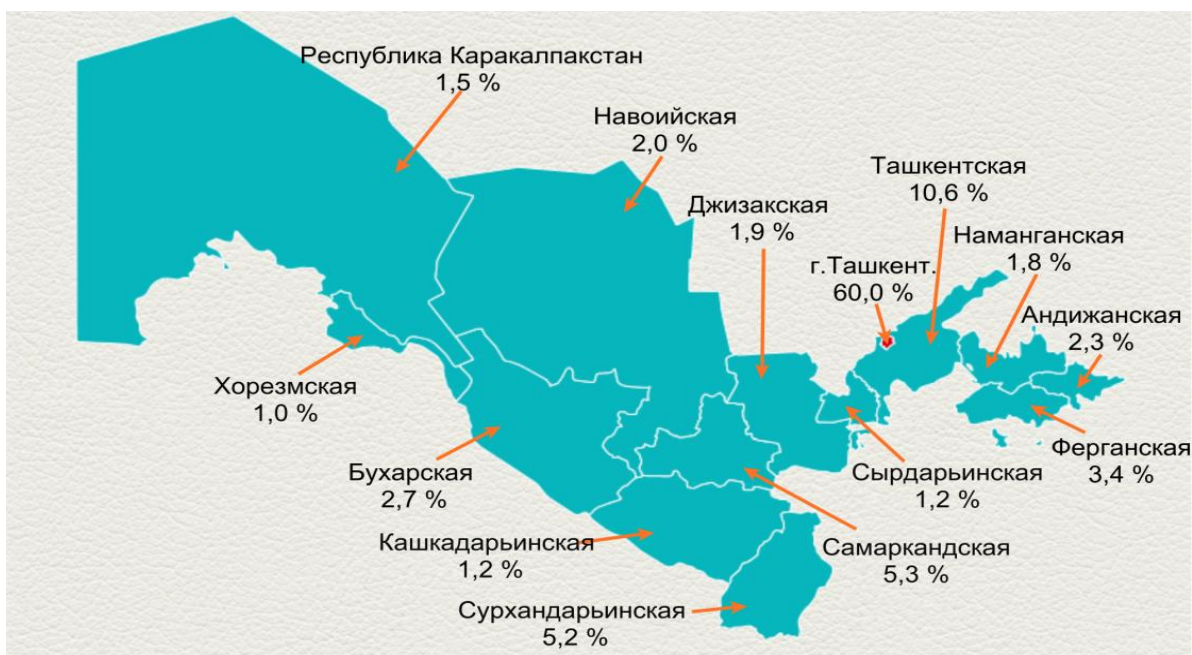 Республика Каракалпакстан
1,5 %
Навоийская
2,0 %
Ташкентская
10,6 %
Джизакская
1,9 %
Наманганская
1,8 %
г.Ташкент.
60,0 %
Андижанская
2,3 %
Хорезмская
1,0 %
Бухарская
2,7 %
Ферганская
3,4 %
Сырдарьинская
1,2 %
Кашкадарьинская
1,2 %
Самаркандская
5,3 %
Сурхандарьинская
5,2 %